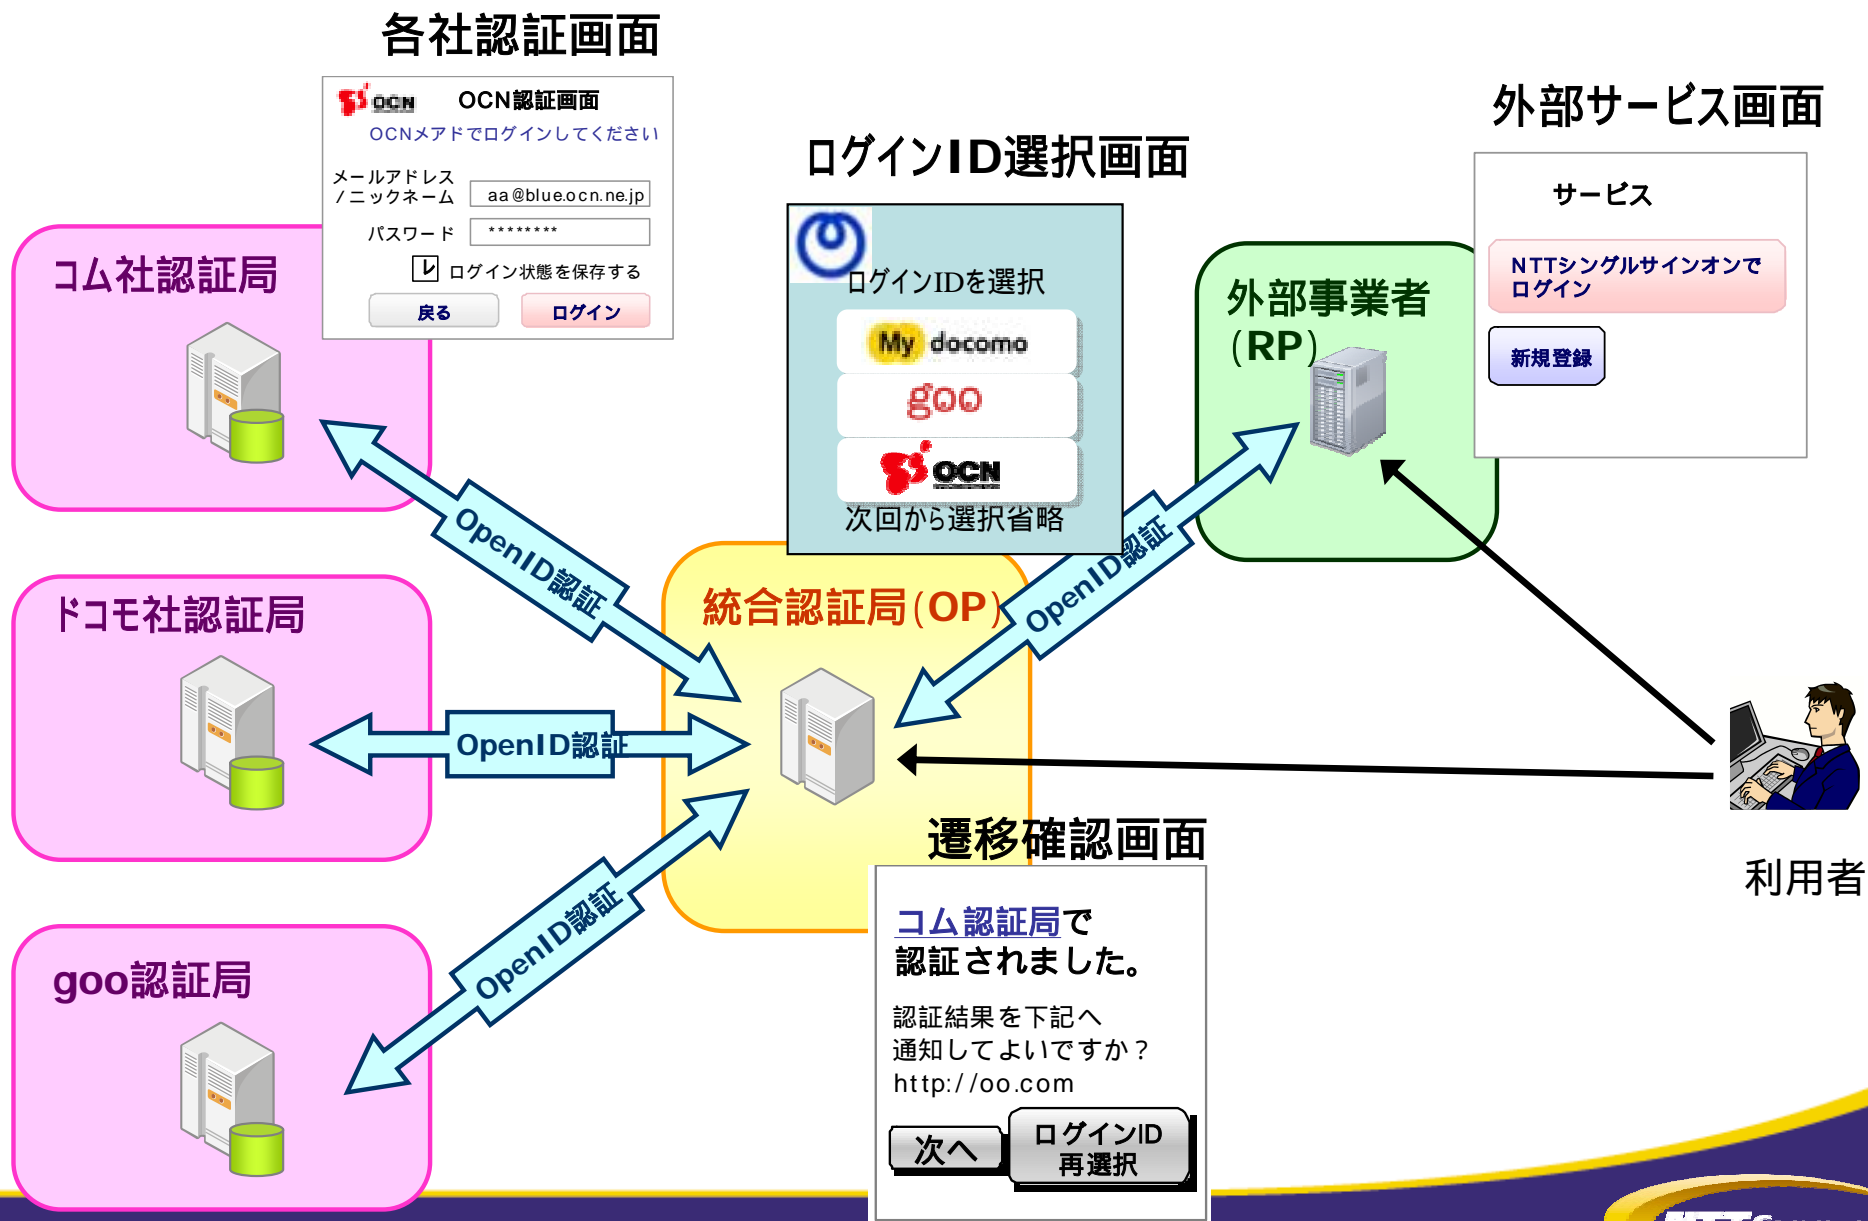 各社認証画面
OCN
OCN認証画面
OCNメアドでログインしてください
メールアドレス
/ニックネーム
aa@blue.ocn.ne.jp
パスワード
********
ログイン状態を保存する
戻る
ログイン
ログインID選択画面
ログインIDを選択
My docomo
goo
OCN
次回から選択省略
外部サービス画面
サービス
NTTシングルサインオンで
ログイン
新規登録
コム社認証局
ドコモ社認証局
goo認証局
OpenID認証
OpenID認証
OpenID認証
OpenID認証
統合認証局(OP)
外部事業者
(RP)
利用者
遷移確認画面
コム認証局で
認証されました。
認証結果を下記へ
通知してよいですか？
http://oo.com
次へ
ログインID
再選択